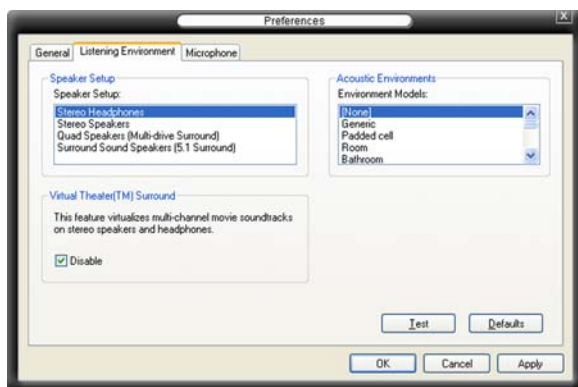 Preferences
X
General
Listening Environment
Microphone
Speaker Setup
Speaker Setup:
Stereo Headphones
Stereo Speakers
Quad Speakers (Multi-drive Surround)
Surround Sound Speakers (5.1 Surround)
Acoustic Environments
Environment Models:
[None]
Generic
Padded cell
Room
Bathroom
Virtual Theater(TM) Surround
This feature virtualizes multi-channel movie soundtracks
on stereo speakers and headphones.
Disable
Test
Defaults
OK
Cancel
Apply